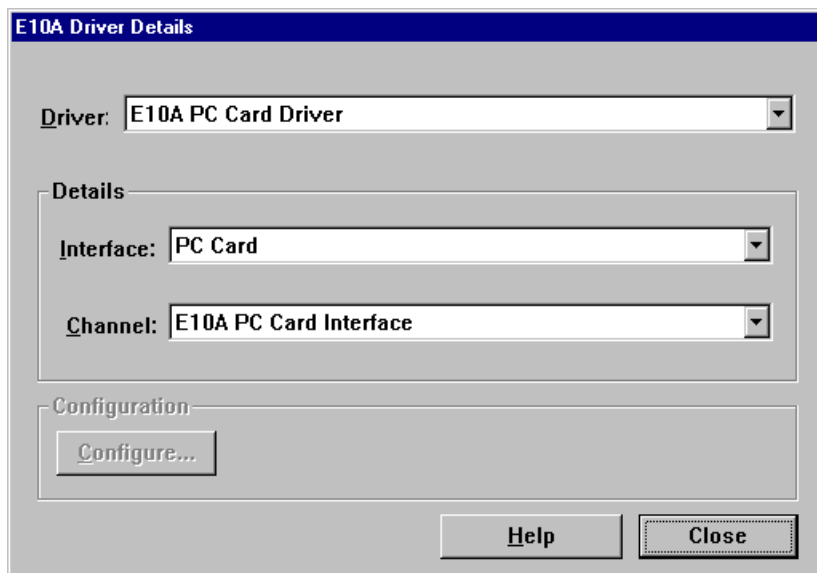 E10A Driver Details
Driver: E10A PC Card Driver
Details
Interface: PC Card
Channel: E10A PC Card Interface
Configuration
Configure...
Help Close